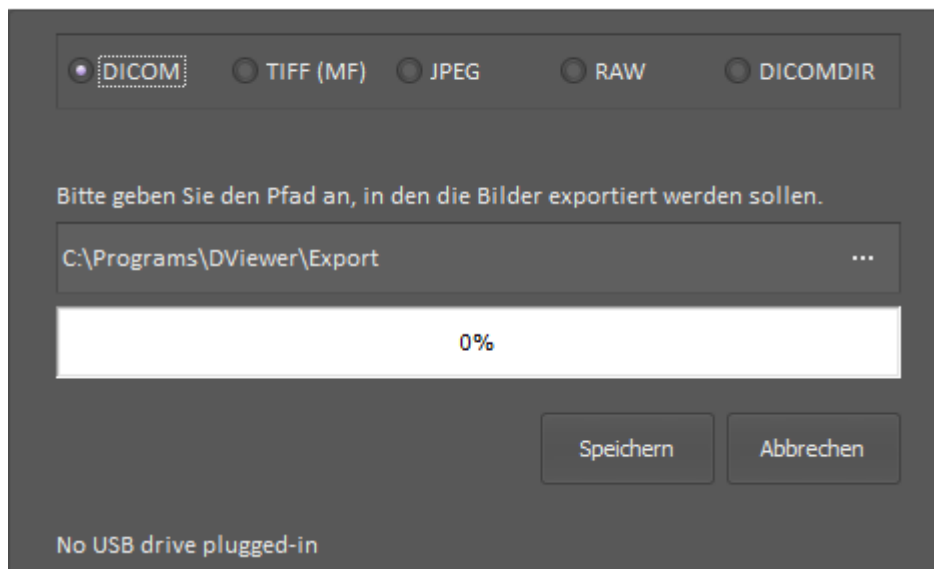 DICOM TIFF (MF) JPEG RAW DICOMDIR
Bitte geben Sie den Pfad an, in den die Bilder exportiert werden sollen.
C:\Programs\DViewer\Export ...
0%
Speichern Abbrechen
No USB drive plugged-in